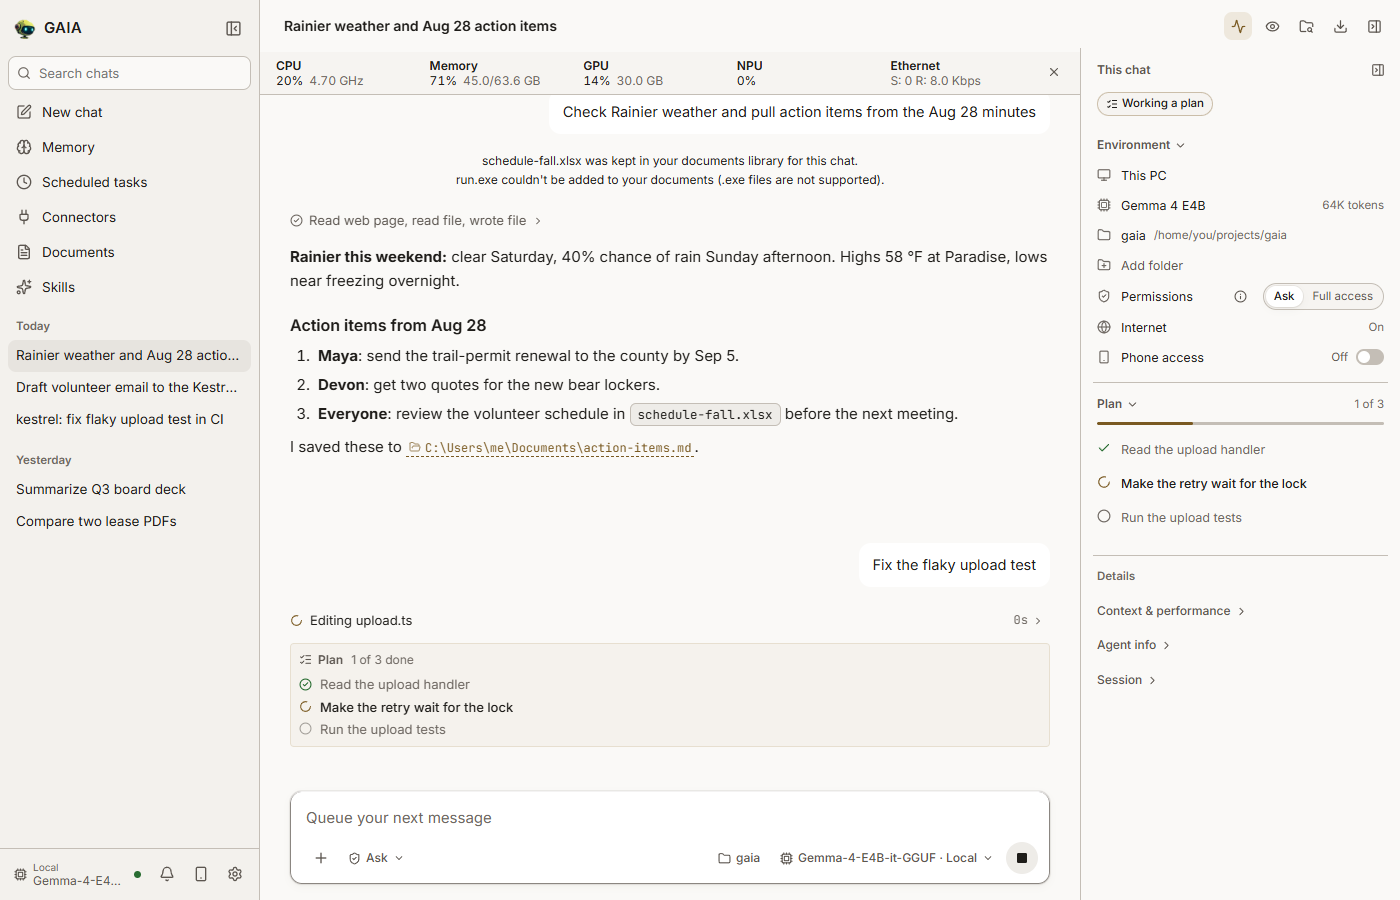 GAIA
Search chats
New chat
Memory
Scheduled tasks
Connectors
Documents
Skills
Today
Rainier weather and Aug 28 actio...
Draft volunteer email to the Kestr...
kestrel: fix flaky upload test in CI
Yesterday
Summarize Q3 board deck
Compare two lease PDFs
Local
Gemma-4-E4...
Rainier weather and Aug 28 action items
CPU
20% 4.70 GHz
Memory
71% 45.0/63.6 GB
GPU
14% 30.0 GB
NPU
0%
Ethernet
S: 0 R: 8.0 Kbps
Check Rainier weather and pull action items from the Aug 28 minutes
schedule-fall.xlsx was kept in your documents library for this chat.
run.exe couldn't be added to your documents (.exe files are not supported).
Read web page, read file, wrote file
Rainier this weekend: clear Saturday, 40% chance of rain Sunday afternoon. Highs 58 °F at Paradise, lows
near freezing overnight.
Action items from Aug 28
1. Maya: send the trail-permit renewal to the county by Sep 5.
2. Devon: get two quotes for the new bear lockers.
3. Everyone: review the volunteer schedule in schedule-fall.xlsx before the next meeting.
I saved these to C:\Users\me\Documents\action-items.md.
Fix the flaky upload test
Editing upload.ts
0s
Plan 1 of 3 done
Read the upload handler
Make the retry wait for the lock
Run the upload tests
Queue your next message
Ask
gaia
Gemma-4-E4B-it-GGUF · Local
This chat
Working a plan
Environment
This PC
Gemma 4 E4B
64K tokens
gaia /home/you/projects/gaia
Add folder
Permissions
Ask
Full access
Internet
On
Phone access
Off
Plan
1 of 3
Read the upload handler
Make the retry wait for the lock
Run the upload tests
Details
Context & performance
Agent info
Session